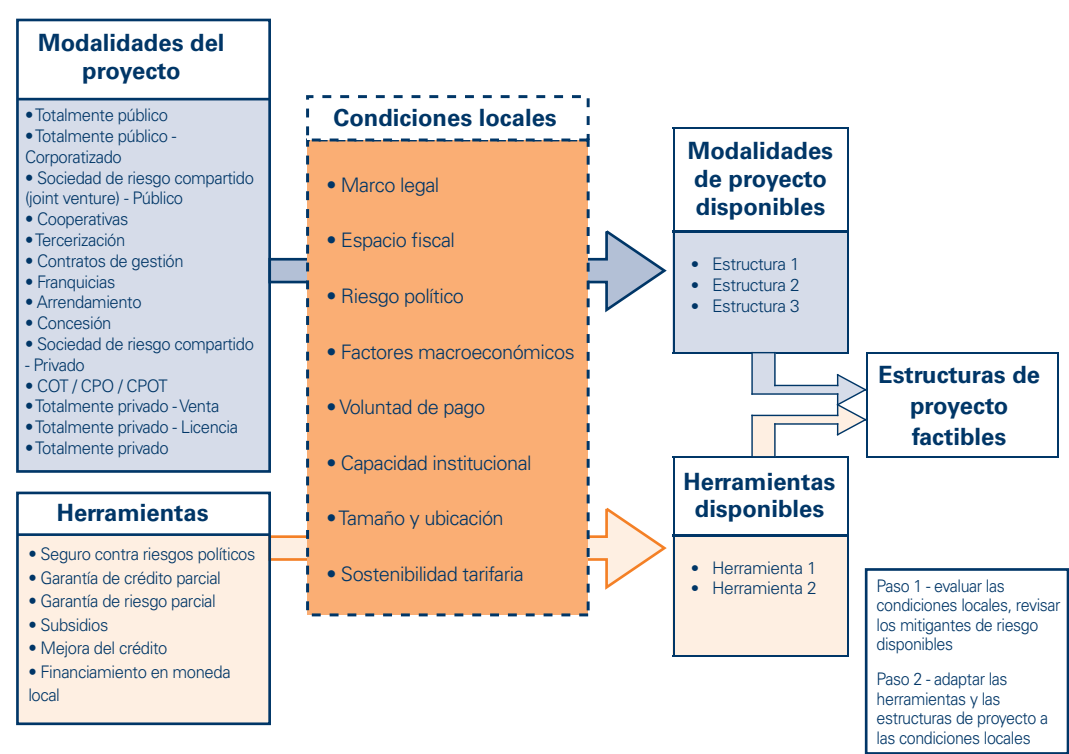 Modalidades del
proyecto
• Totalmente público
• Totalmente público -
Corporatizado
• Sociedad de riesgo compartido
(joint venture) - Público
• Cooperativas
• Tercerización
• Contratos de gestión
• Franquicias
• Arrendamiento
• Concesión
• Sociedad de riesgo compartido
- Privado
• COT / CPO / CPOT
• Totalmente privado - Venta
• Totalmente privado - Licencia
• Totalmente privado
Herramientas
• Seguro contra riesgos políticos
• Garantía de crédito parcial
• Garantía de riesgo parcial
• Subsidios
• Mejora del crédito
• Financiamiento en moneda
local
Condiciones locales
• Marco legal
• Espacio fiscal
• Riesgo político
• Factores macroeconómicos
• Voluntad de pago
• Capacidad institucional
• Tamaño y ubicación
• Sostenibilidad tarifaria
Modalidades
de proyecto
disponibles
• Estructura 1
• Estructura 2
• Estructura 3
Herramientas
disponibles
• Herramienta 1
• Herramienta 2
Estructuras de
proyecto
factibles
Paso 1 - evaluar las
condiciones locales, revisar
los mitigantes de riesgo
disponibles
Paso 2 - adaptar las
herramientas y las
estructuras de proyecto a
las condiciones locales